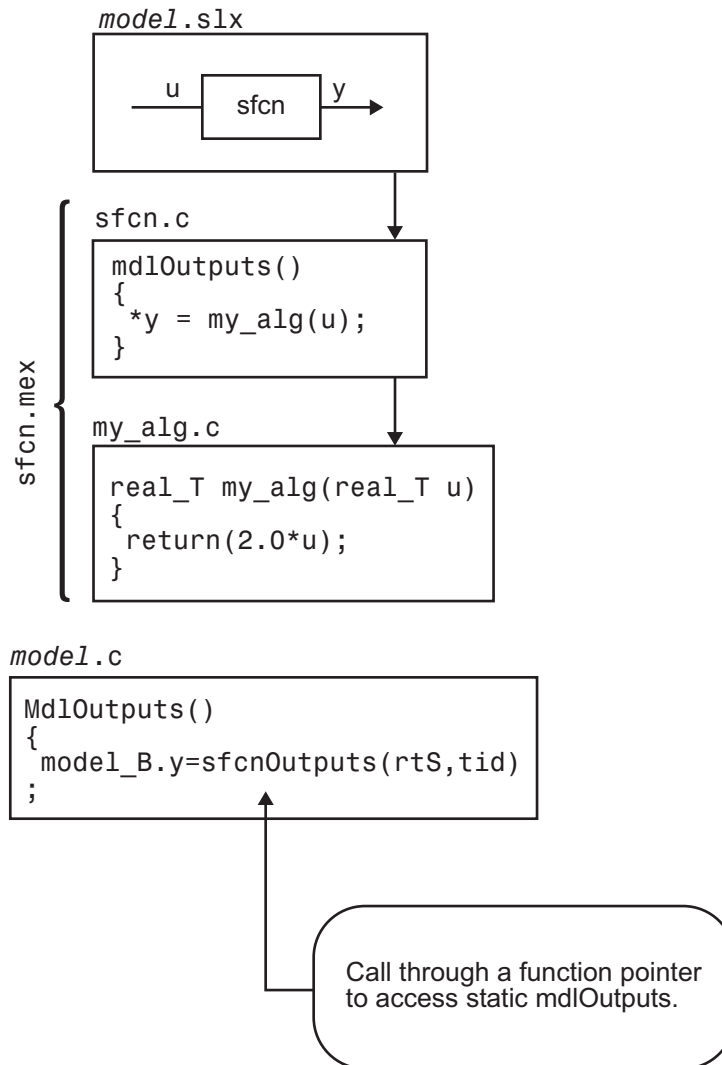 model.slx
u
sfcn
y
sfcn.mex
sfcn.c
mdlOutputs()
{
*y = my_alg(u);
}
my_alg.c
real_T my_alg(real_T u)
{
return(2.0*u);
}
model.c
MdlOutputs()
{
model_B.y=sfcnOutputs(rtS,tid)
;
Call through a function pointer
to access static mdlOutputs.